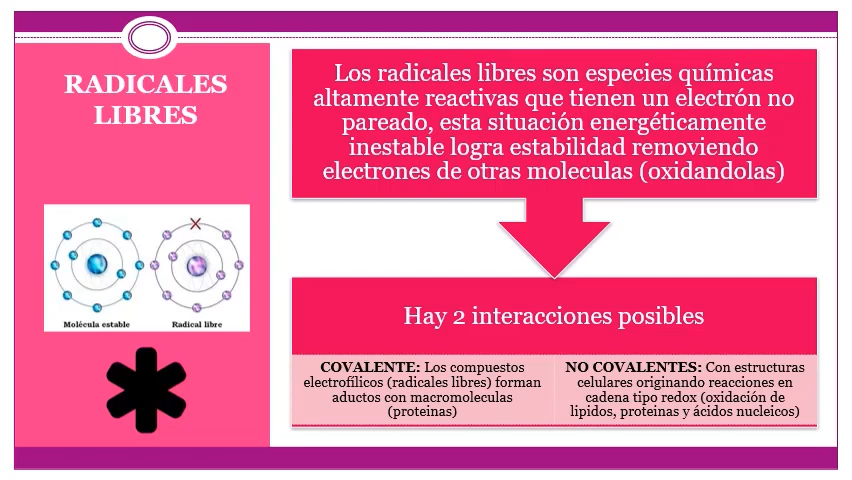 RADICALES
LIBRES
Los radicales libres son especies químicas
altamente reactivas que tienen un electrón no
pareado, esta situación energéticamente
inestable logra estabilidad removiendo
electrones de otras moleculas (oxidandolas)
Molécula estable
Radical libre
Hay 2 interacciones posibles
COVALENTE: Los compuestos
electrofílicos (radicales libres) forman
aductos con macromoleculas
(proteinas)
NO COVALENTES: Con estructuras
celulares originando reacciones en
cadena tipo redox (oxidación de
lipidos, proteinas y ácidos nucleicos)